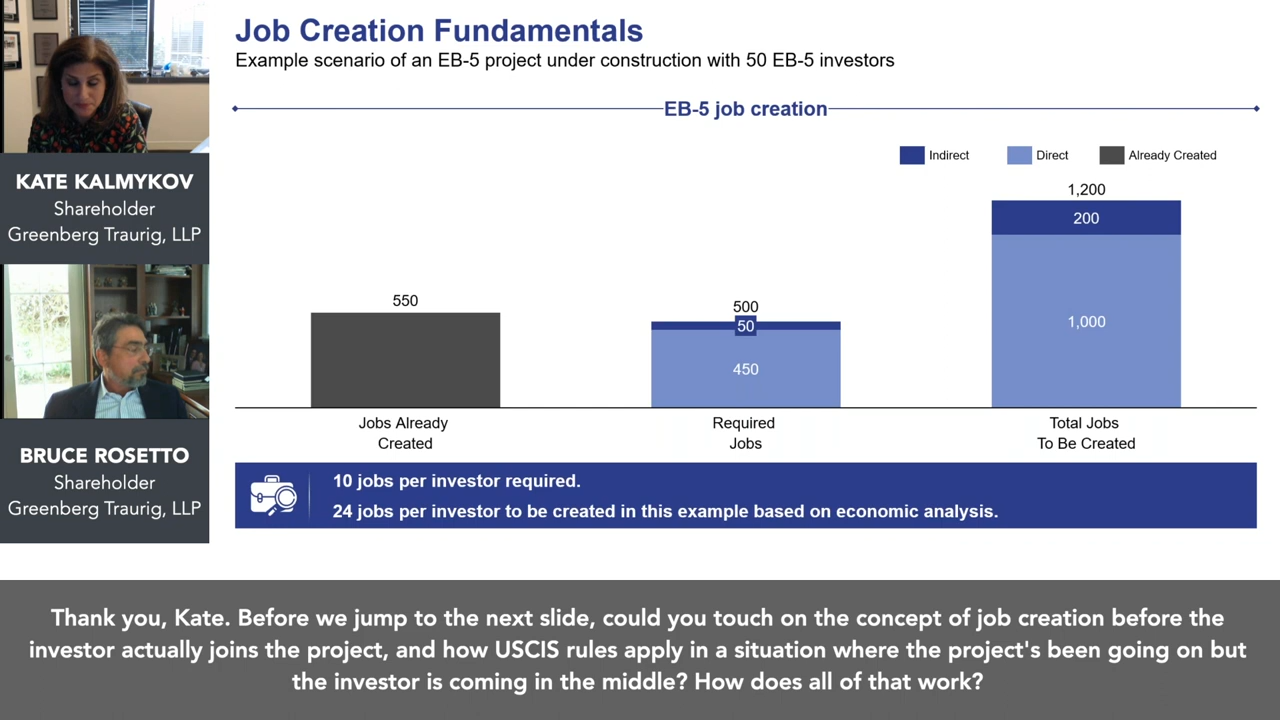 Job Creation Fundamentals
Example scenario of an EB-5 project under construction with 50 EB-5 investors
EB-5 job creation
Indirect
Direct
Already Created
KATE KALMYKOV
Shareholder
Greenberg Traurig, LLP
BRUCE ROSETTO
Shareholder
Greenberg Traurig, LLP
550
500
50
450
1,200
200
1,000
Jobs Already
Created
Required
Jobs
Total Jobs
To Be Created
10 jobs per investor required.
24 jobs per investor to be created in this example based on economic analysis.
Thank you, Kate. Before we jump to the next slide, could you touch on the concept of job creation before the
investor actually joins the project, and how USCIS rules apply in a situation where the project's been going on but
the investor is coming in the middle? How does all of that work?